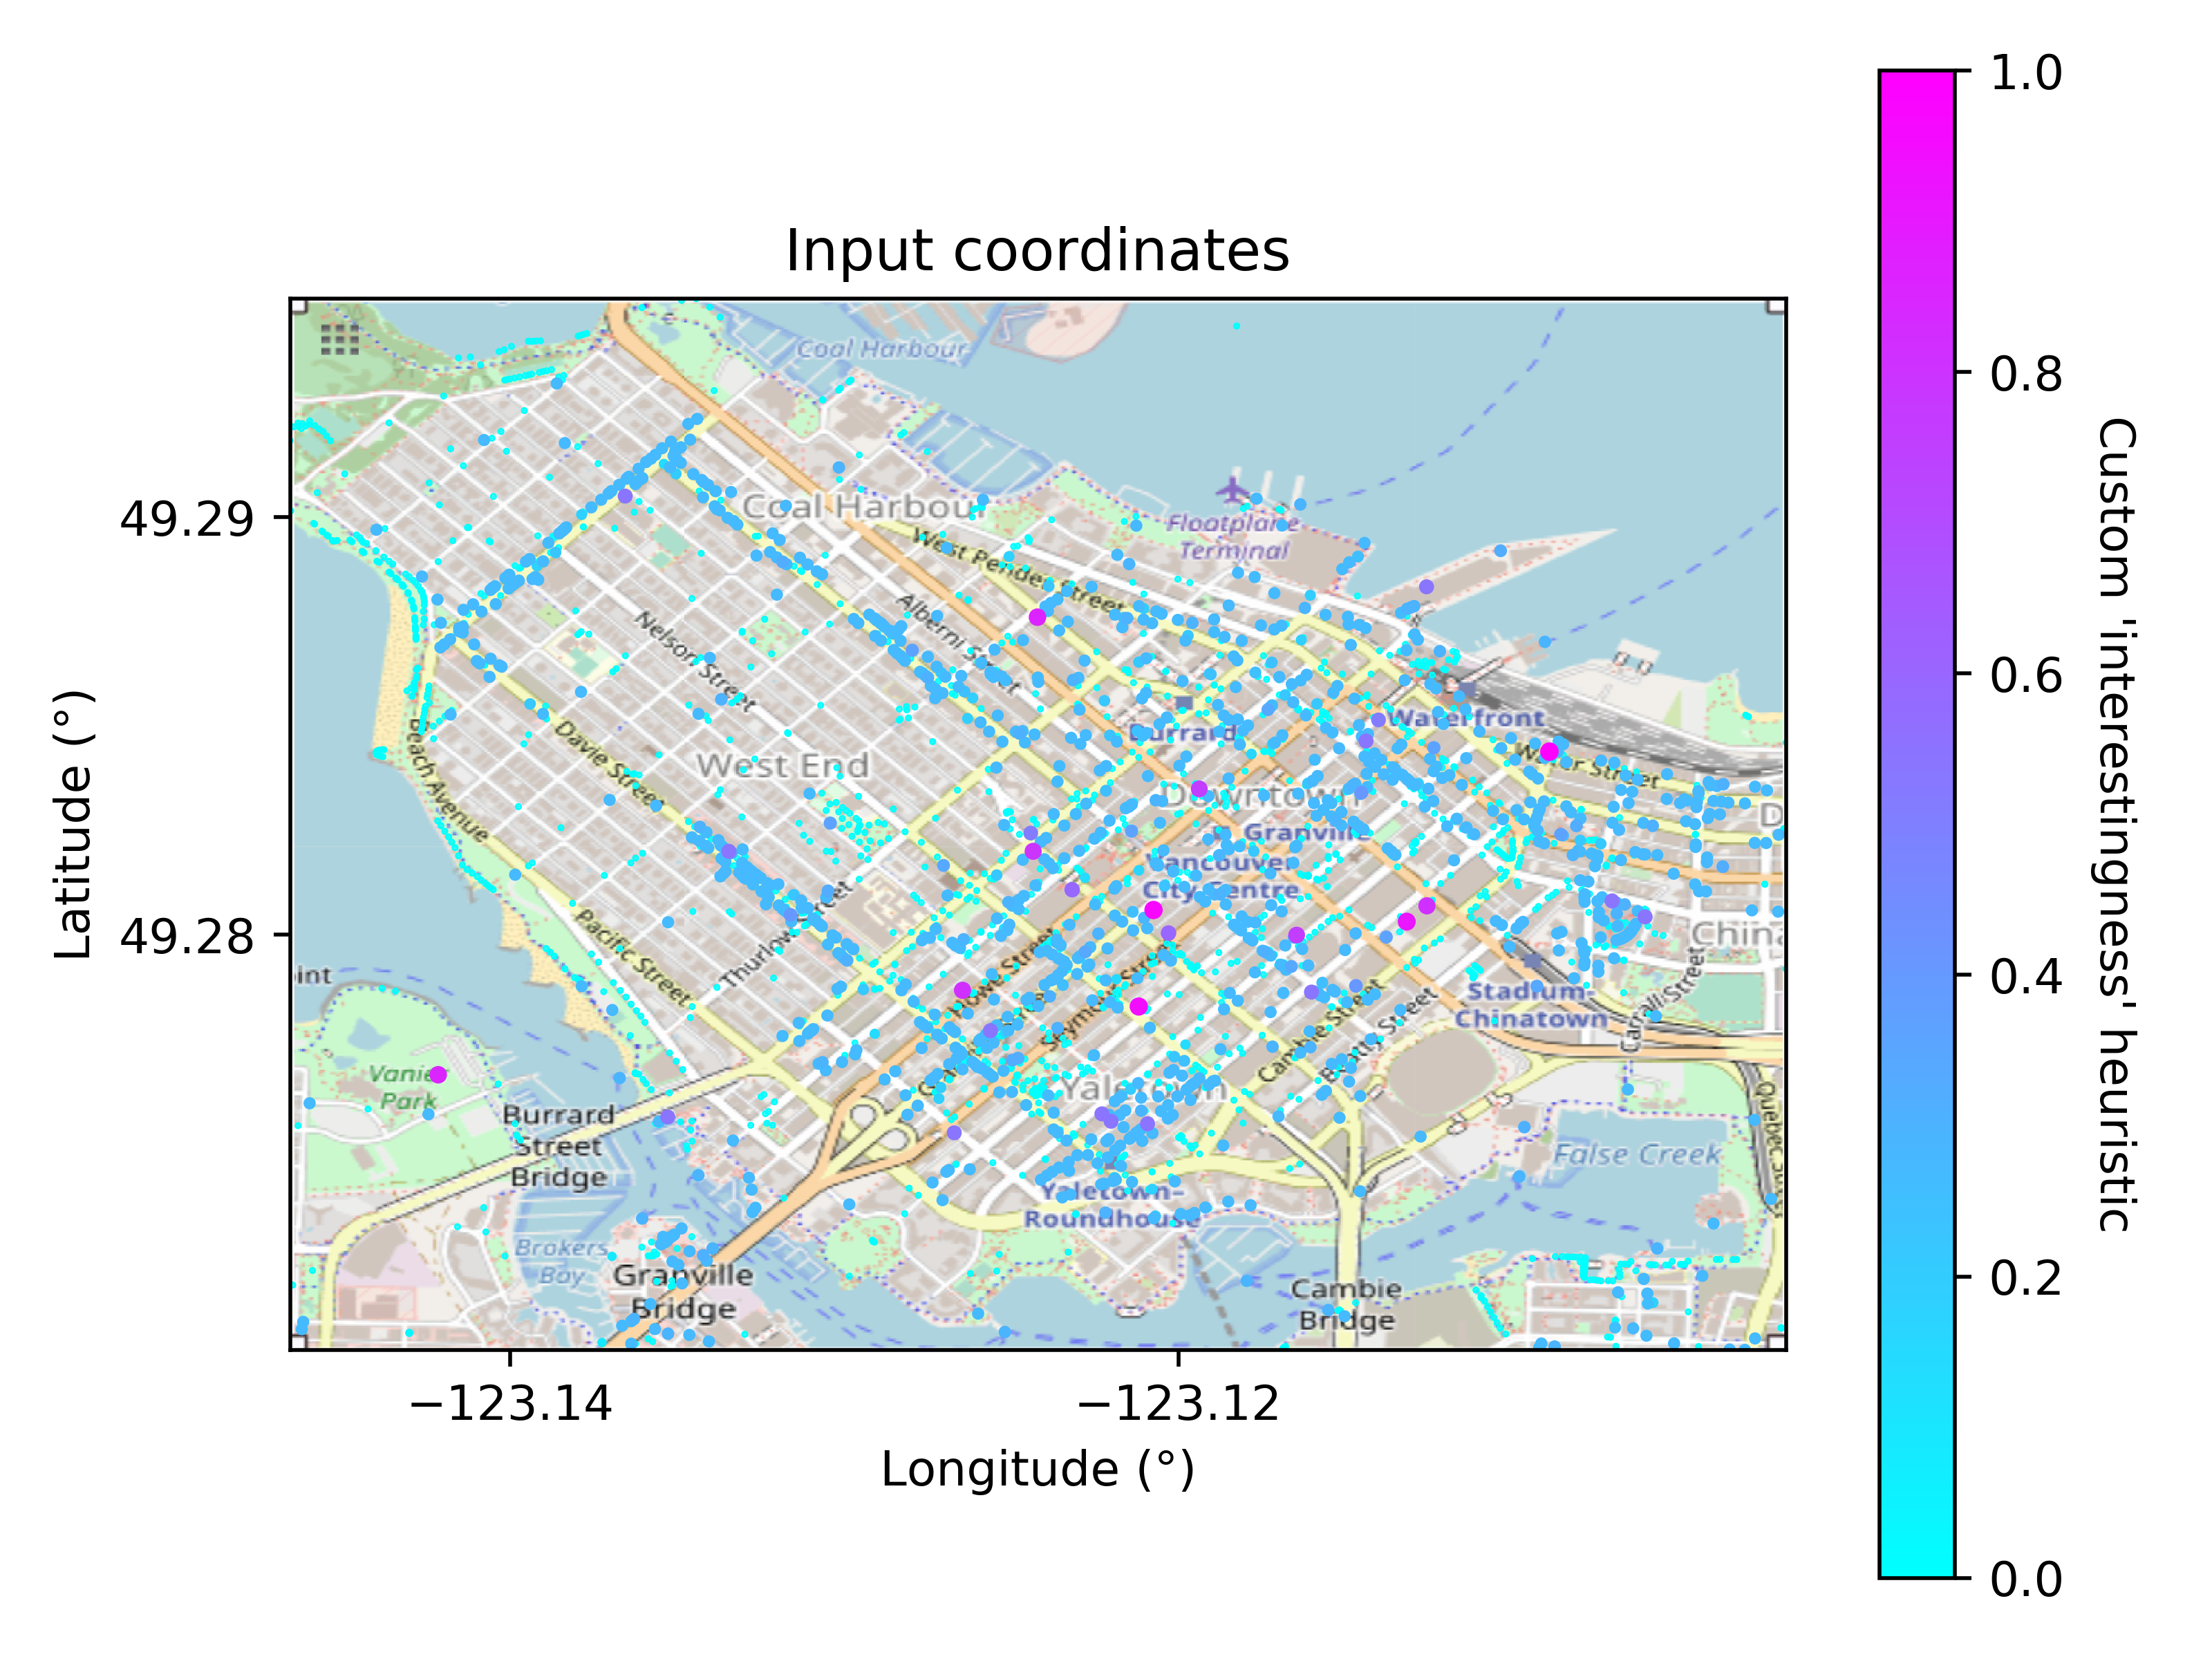 Input coordinates
1.0
0.8
0.6
0.4
0.2
0.0
Custom 'interestingness' heuristic
Latitude (°)
49.29
49.28
−123.14
−123.12
Longitude (°)
Coal Harbour
Coal Harbour
West Pender Street
Floatplane
Terminal
Alberni Street
Nelson Street
Waterfront
Burrard
Water Street
Davie Street
West End
Beach Avenue
Downtown
Granville
Vancouver
City Centre
Pacific Street
Thurlow Street
Howe Street
Seymour Street
China
Stadium-
Chinatown
Carrall Street
Cambie Street
Beatty Street
oint
Vanier
Park
Yaletown
Burrard
Street
Bridge
False Creek
Quebec
Yaletown–
Roundhouse
Brokers
Bay
Granville
Bridge
Cambie
Bridge